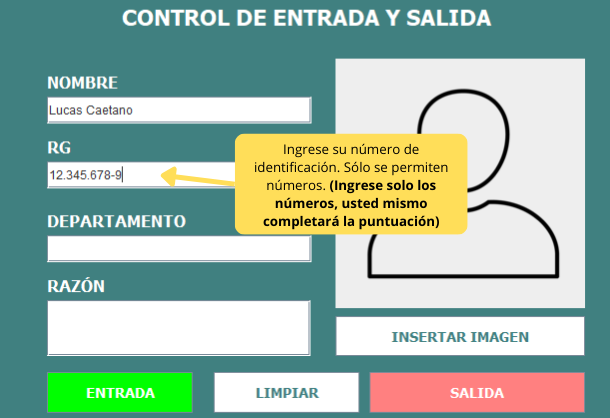 CONTROL DE ENTRADA Y SALIDA
NOMBRE
Lucas Caetano
RG
12.345.678-9
Ingrese su número de
identificación. Sólo se permiten
números. (Ingrese solo los
números, usted mismo
completará la puntuación)
DEPARTAMENTO
RAZÓN
INSERTAR IMAGEN
ENTRADA
LIMPIAR
SALIDA